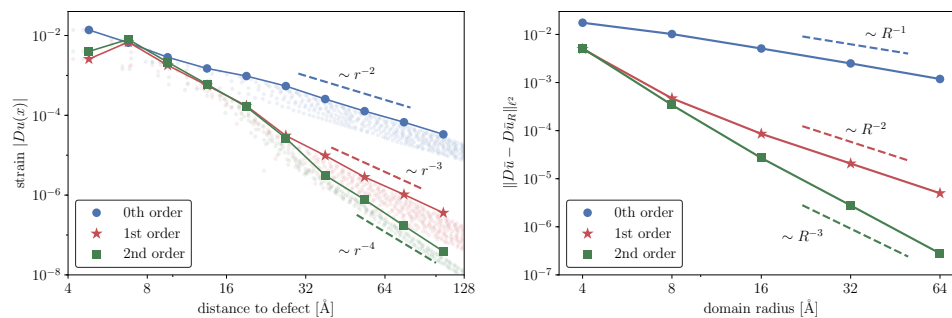 10⁻²
10⁻⁴
10⁻⁶
10⁻⁸
strain |Du(x)|
∼ r⁻²
∼ r⁻³
∼ r⁻⁴
0th order
1st order
2nd order
4 8 16 32 64 128
distance to defect [Å]
10⁻²
10⁻³
10⁻⁴
10⁻⁵
10⁻⁶
10⁻⁷
‖Dū − Dū_R‖_ℓ²
∼ R⁻¹
∼ R⁻²
∼ R⁻³
0th order
1st order
2nd order
4 8 16 32 64
domain radius [Å]